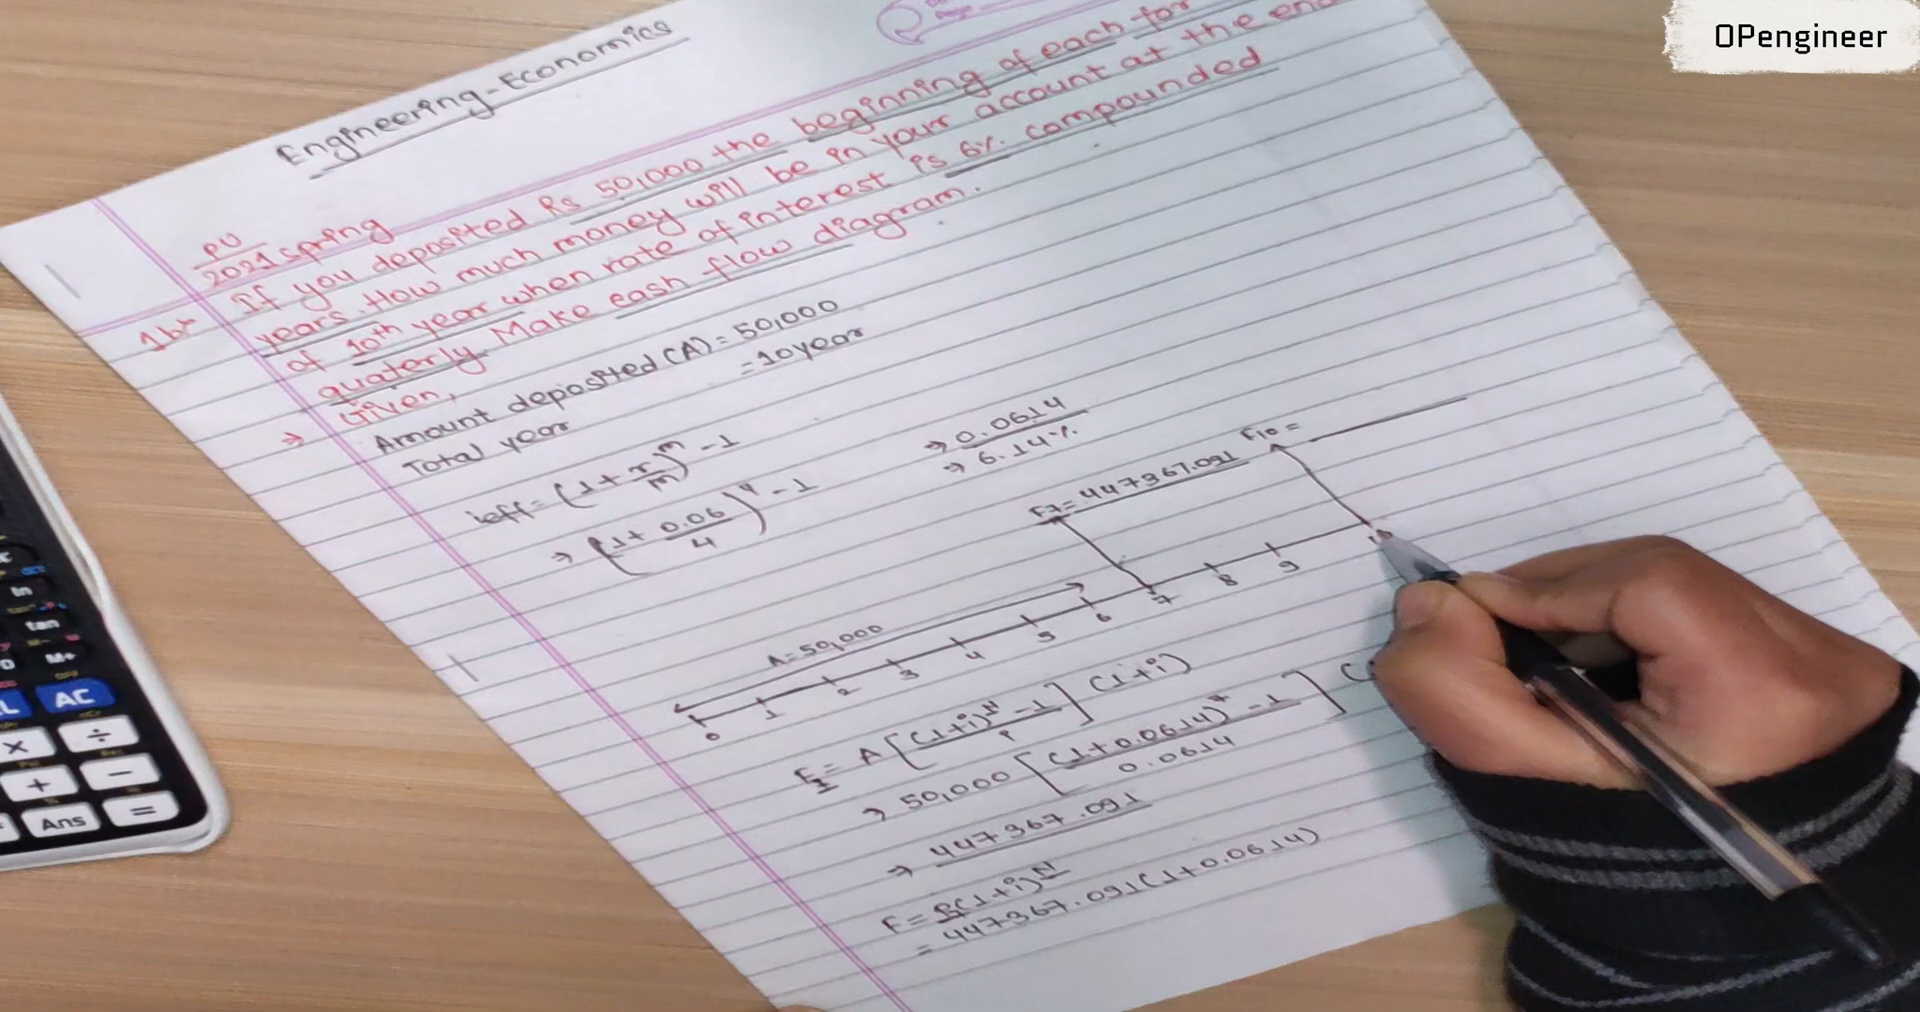 OPengineer
Engineering-Economics
PU
2021 spring
1b* If you deposited Rs 50,000 the beginning of each for
years. How much money will be in your account at the end
of 10th year when rate of interest is 6% compounded
quaterly Make cash flow diagram.
→ Given,
Amount deposited (A) = 50,000
Total year = 10 year
ieff = (1 + r/m)^m - 1
⇒ (1 + 0.06/4)^4 - 1
⇒ 0.0614
⇒ 6.14%
F10 =
F7 = 447367.091
A = 50,000
0 1 2 3 4 5 6 7 8 9
A [(1+i)^N - 1 / i] (1+i)
⇒ 50,000 [(1+0.0614)^7 - 1 / 0.0614] (
⇒ 447367.091
F = (1+i)^N
= 447367.091(1+0.0614)
ln
tan
M+
AC
× ÷
+ −
Ans =